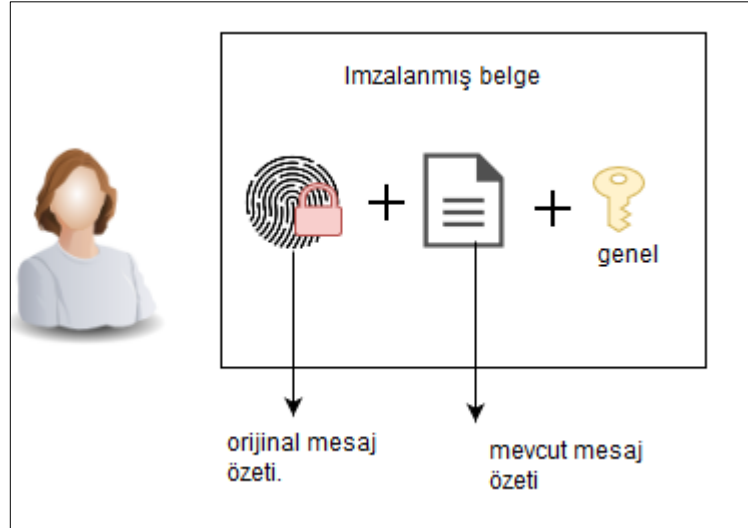 Imzalanmış belge
genel
orijinal mesaj
özeti.
mevcut mesaj
özeti